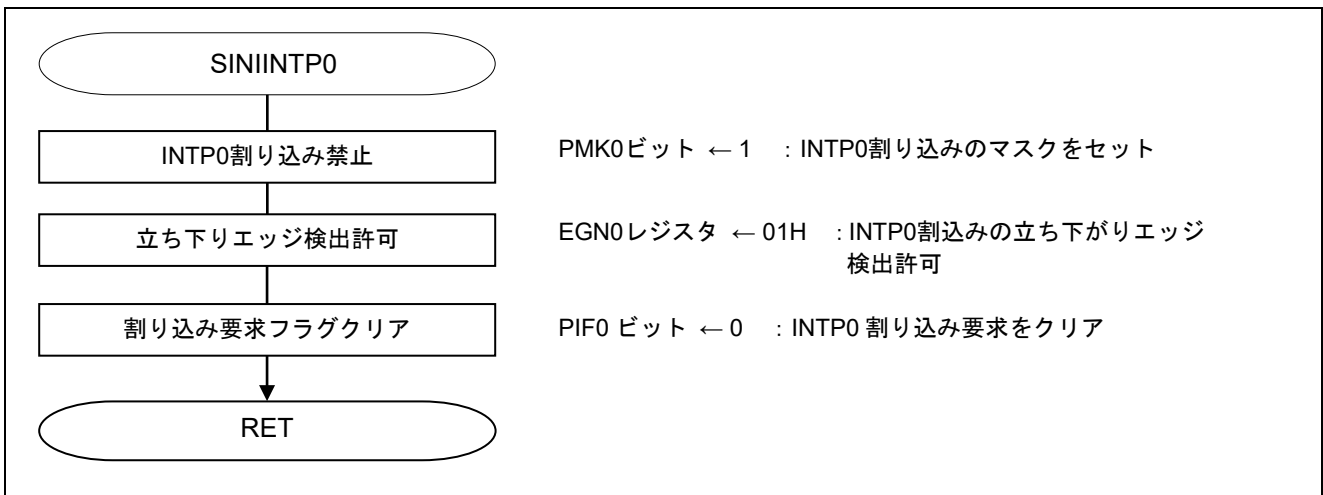 SINIINTP0
INTP0割り込み禁止
PMK0ビット ← 1 : INTP0割り込みのマスクをセット
立ち下りエッジ検出許可
EGN0レジスタ ← 01H : INTP0割込みの立ち下がりエッジ
検出許可
割り込み要求フラグクリア
PIF0 ビット ← 0 : INTP0 割り込み要求をクリア
RET